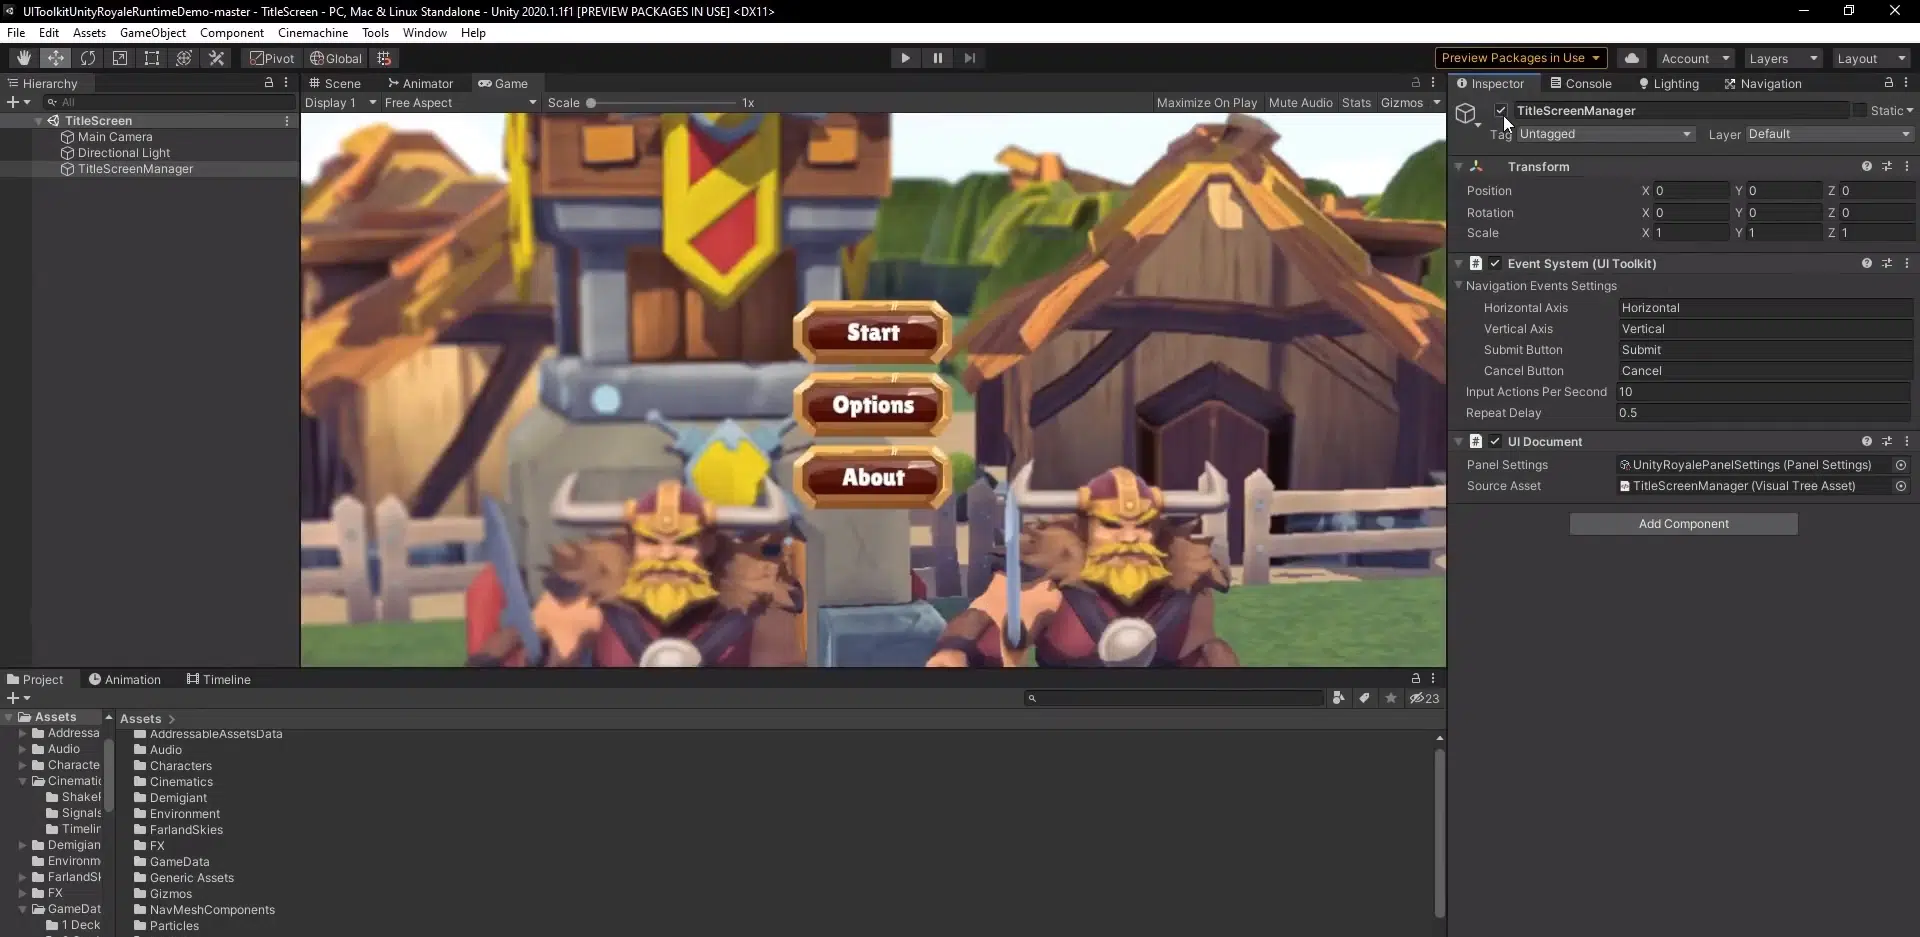 UIToolkitUnityRoyaleRuntimeDemo-master - TitleScreen - PC, Mac & Linux Standalone - Unity 2020.1.1f1 [PREVIEW PACKAGES IN USE] <DX11>
File Edit Assets GameObject Component Cinemachine Tools Window Help
Pivot Global Preview Packages in Use Account Layers Layout
Hierarchy
All
TitleScreen
Main Camera
Directional Light
TitleScreenManager
Scene Animator Game
Display 1 Free Aspect Scale 1x Maximize On Play Mute Audio Stats Gizmos
Start
Options
About
Inspector Console Lighting Navigation
TitleScreenManager Static
Tag Untagged Layer Default
Transform
Position X 0 Y 0 Z 0
Rotation X 0 Y 0 Z 0
Scale X 1 Y 1 Z 1
Event System (UI Toolkit)
Navigation Events Settings
Horizontal Axis Horizontal
Vertical Axis Vertical
Submit Button Submit
Cancel Button Cancel
Input Actions Per Second 10
Repeat Delay 0.5
UI Document
Panel Settings UnityRoyalePanelSettings (Panel Settings)
Source Asset TitleScreenManager (Visual Tree Asset)
Add Component
Project Animation Timeline
23
Assets
Addressa
Audio
Characte
Cinematic
Shake
Signals
Timelin
Demigian
Environm
FarlandSk
FX
GameDat
1 Deck
Assets >
AddressableAssetsData
Audio
Characters
Cinematics
Demigiant
Environment
FarlandSkies
FX
GameData
Generic Assets
Gizmos
NavMeshComponents
Particles